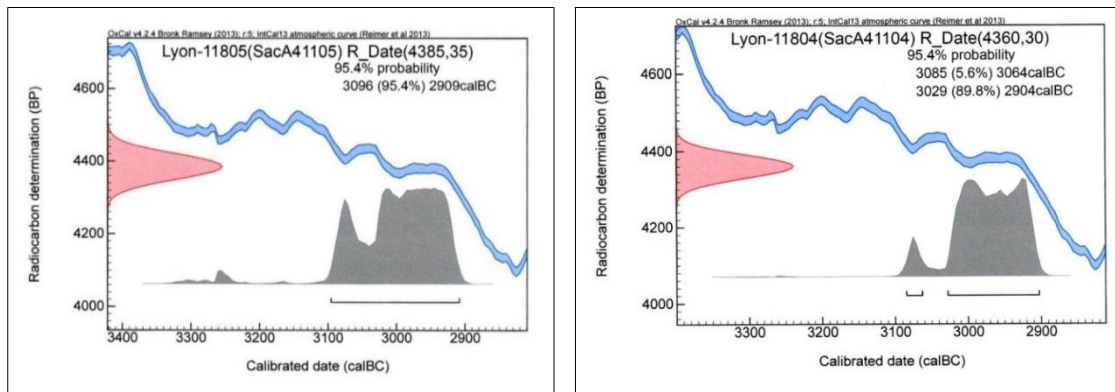 OxCal v4.2.4 Bronk Ramsey (2013); r:5; IntCal13 atmospheric curve (Reimer et al 2013)
Lyon-11805(SacA41105) R_Date(4385,35)
95.4% probability
3096 (95.4%) 2909calBC
Radiocarbon determination (BP)
4600
4400
4200
4000
3420
3300
3200
3100
3000
2900
Calibrated date (calBC)
OxCal v4.2.4 Bronk Ramsey (2013); r:5; IntCal13 atmospheric curve (Reimer et al 2013)
Lyon-11804(SacA41104) R_Date(4360,30)
95.4% probability
3085 (5.6%) 3064calBC
3029 (89.8%) 2904calBC
Radiocarbon determination (BP)
4600
4400
4200
4000
3300
3200
3100
3000
2900
Calibrated date (calBC)